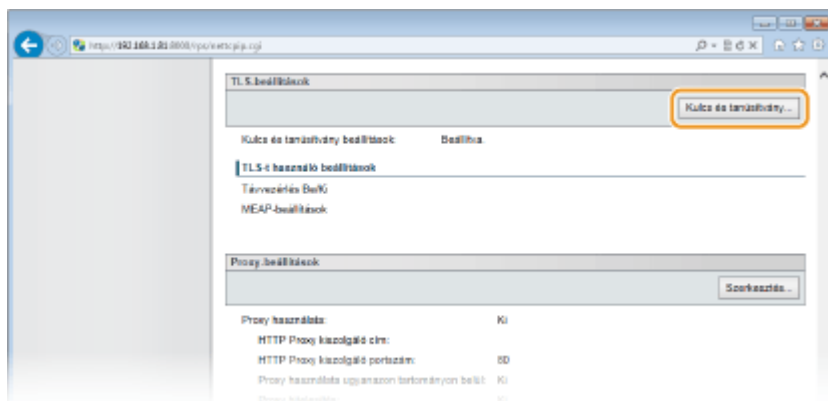 TLS-beállítások
Kulcs és tanúsítvány...
Kulcs és tanúsítvány beállítások: Beállítva.
TLS-t használó beállítások
Távvezérlés Be/Ki
MEAP-beállítások
Proxy-beállítások
Szerkesztés...
Proxy használata: Ki
HTTP Proxy kiszolgáló cím:
HTTP Proxy kiszolgáló portszám: 80
Proxy használata ugyanazon tartományon belül: Ki